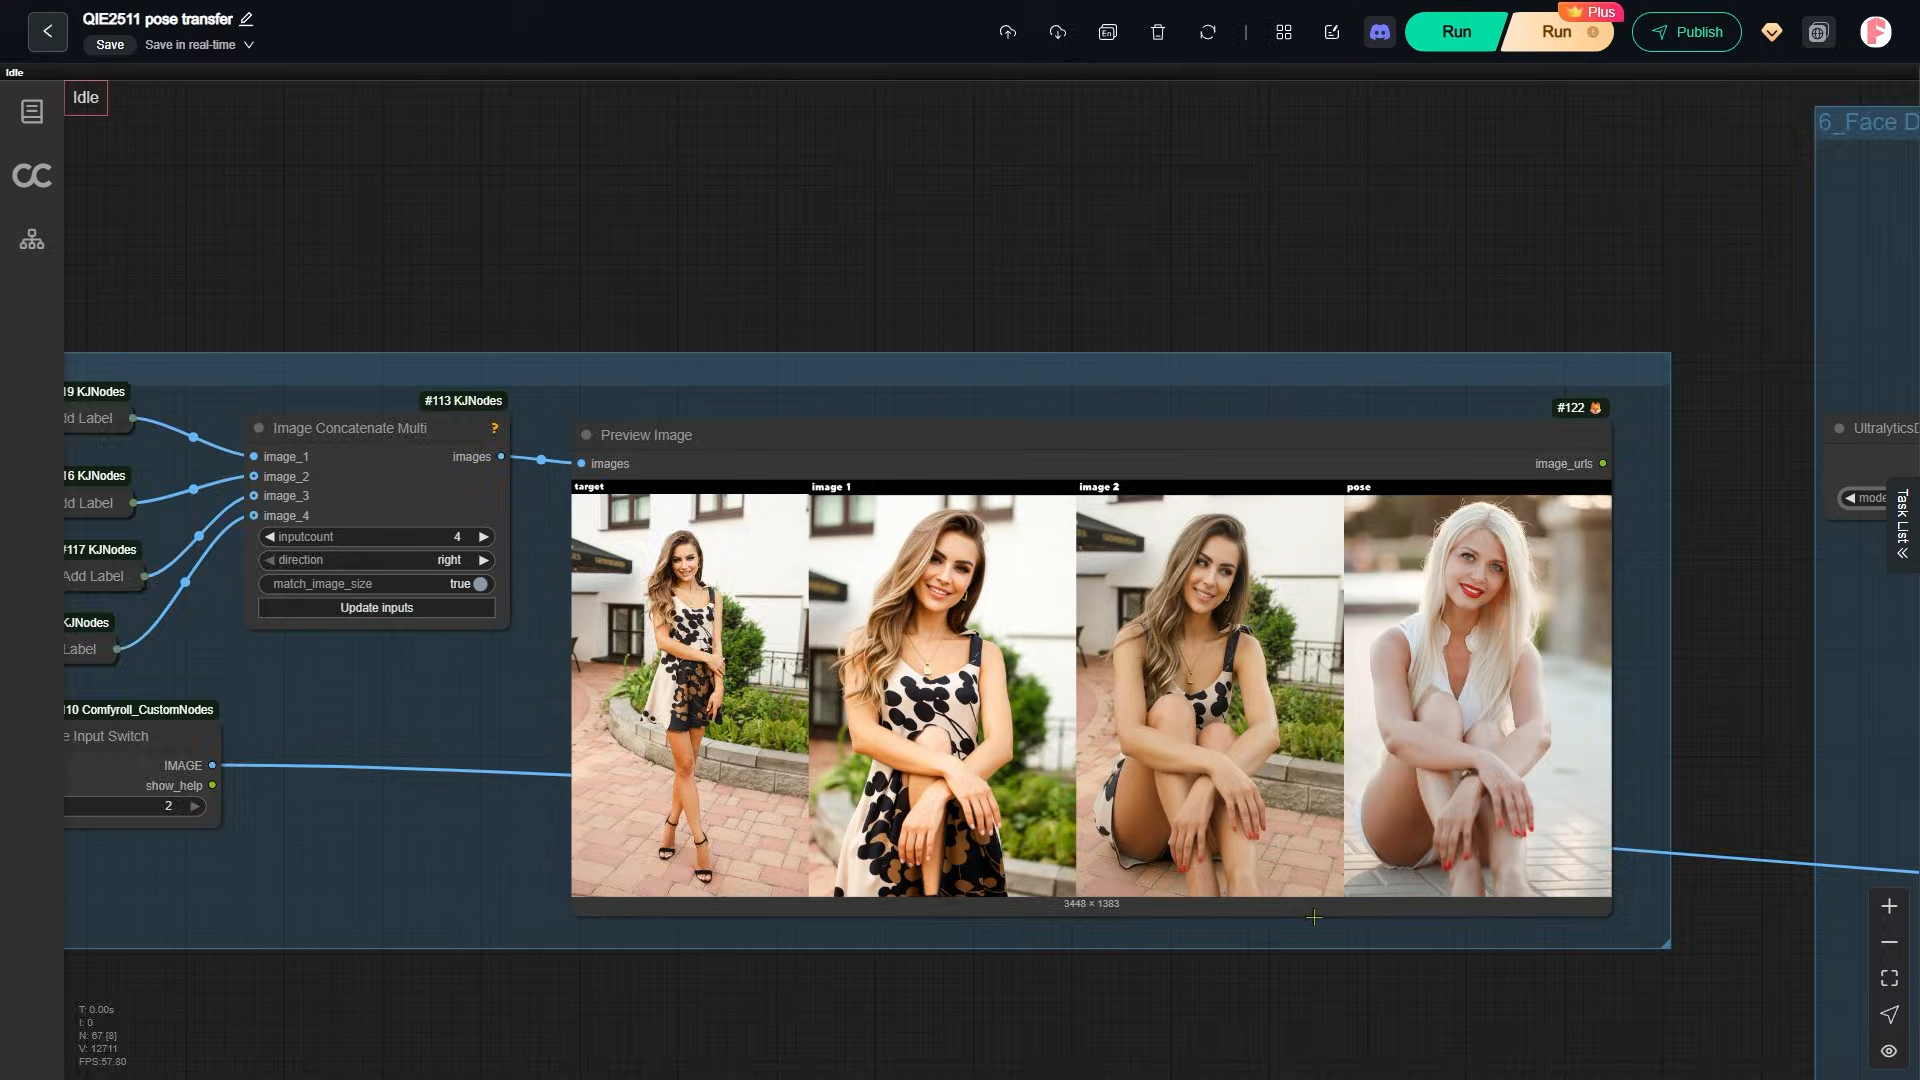 QIE2511 pose transfer
Save
Save in real-time
En
Run
Run
Plus
Publish
Idle
Idle
CC
6_Face D
19 KJNodes
dd Label
16 KJNodes
dd Label
#117 KJNodes
Add Label
KJNodes
Label
#113 KJNodes
Image Concatenate Multi
?
image_1
images
image_2
image_3
image_4
inputcount 4
direction right
match_image_size true
Update inputs
#122
Preview Image
images
image_urls
target
image 1
image 2
pose
3448 × 1383
10 Comfyroll_CustomNodes
e Input Switch
IMAGE
show_help
2
UltralyticsD
mode
Task List
T: 0.00s
I: 0
N: 67 [8]
V: 12711
FPS:57.80